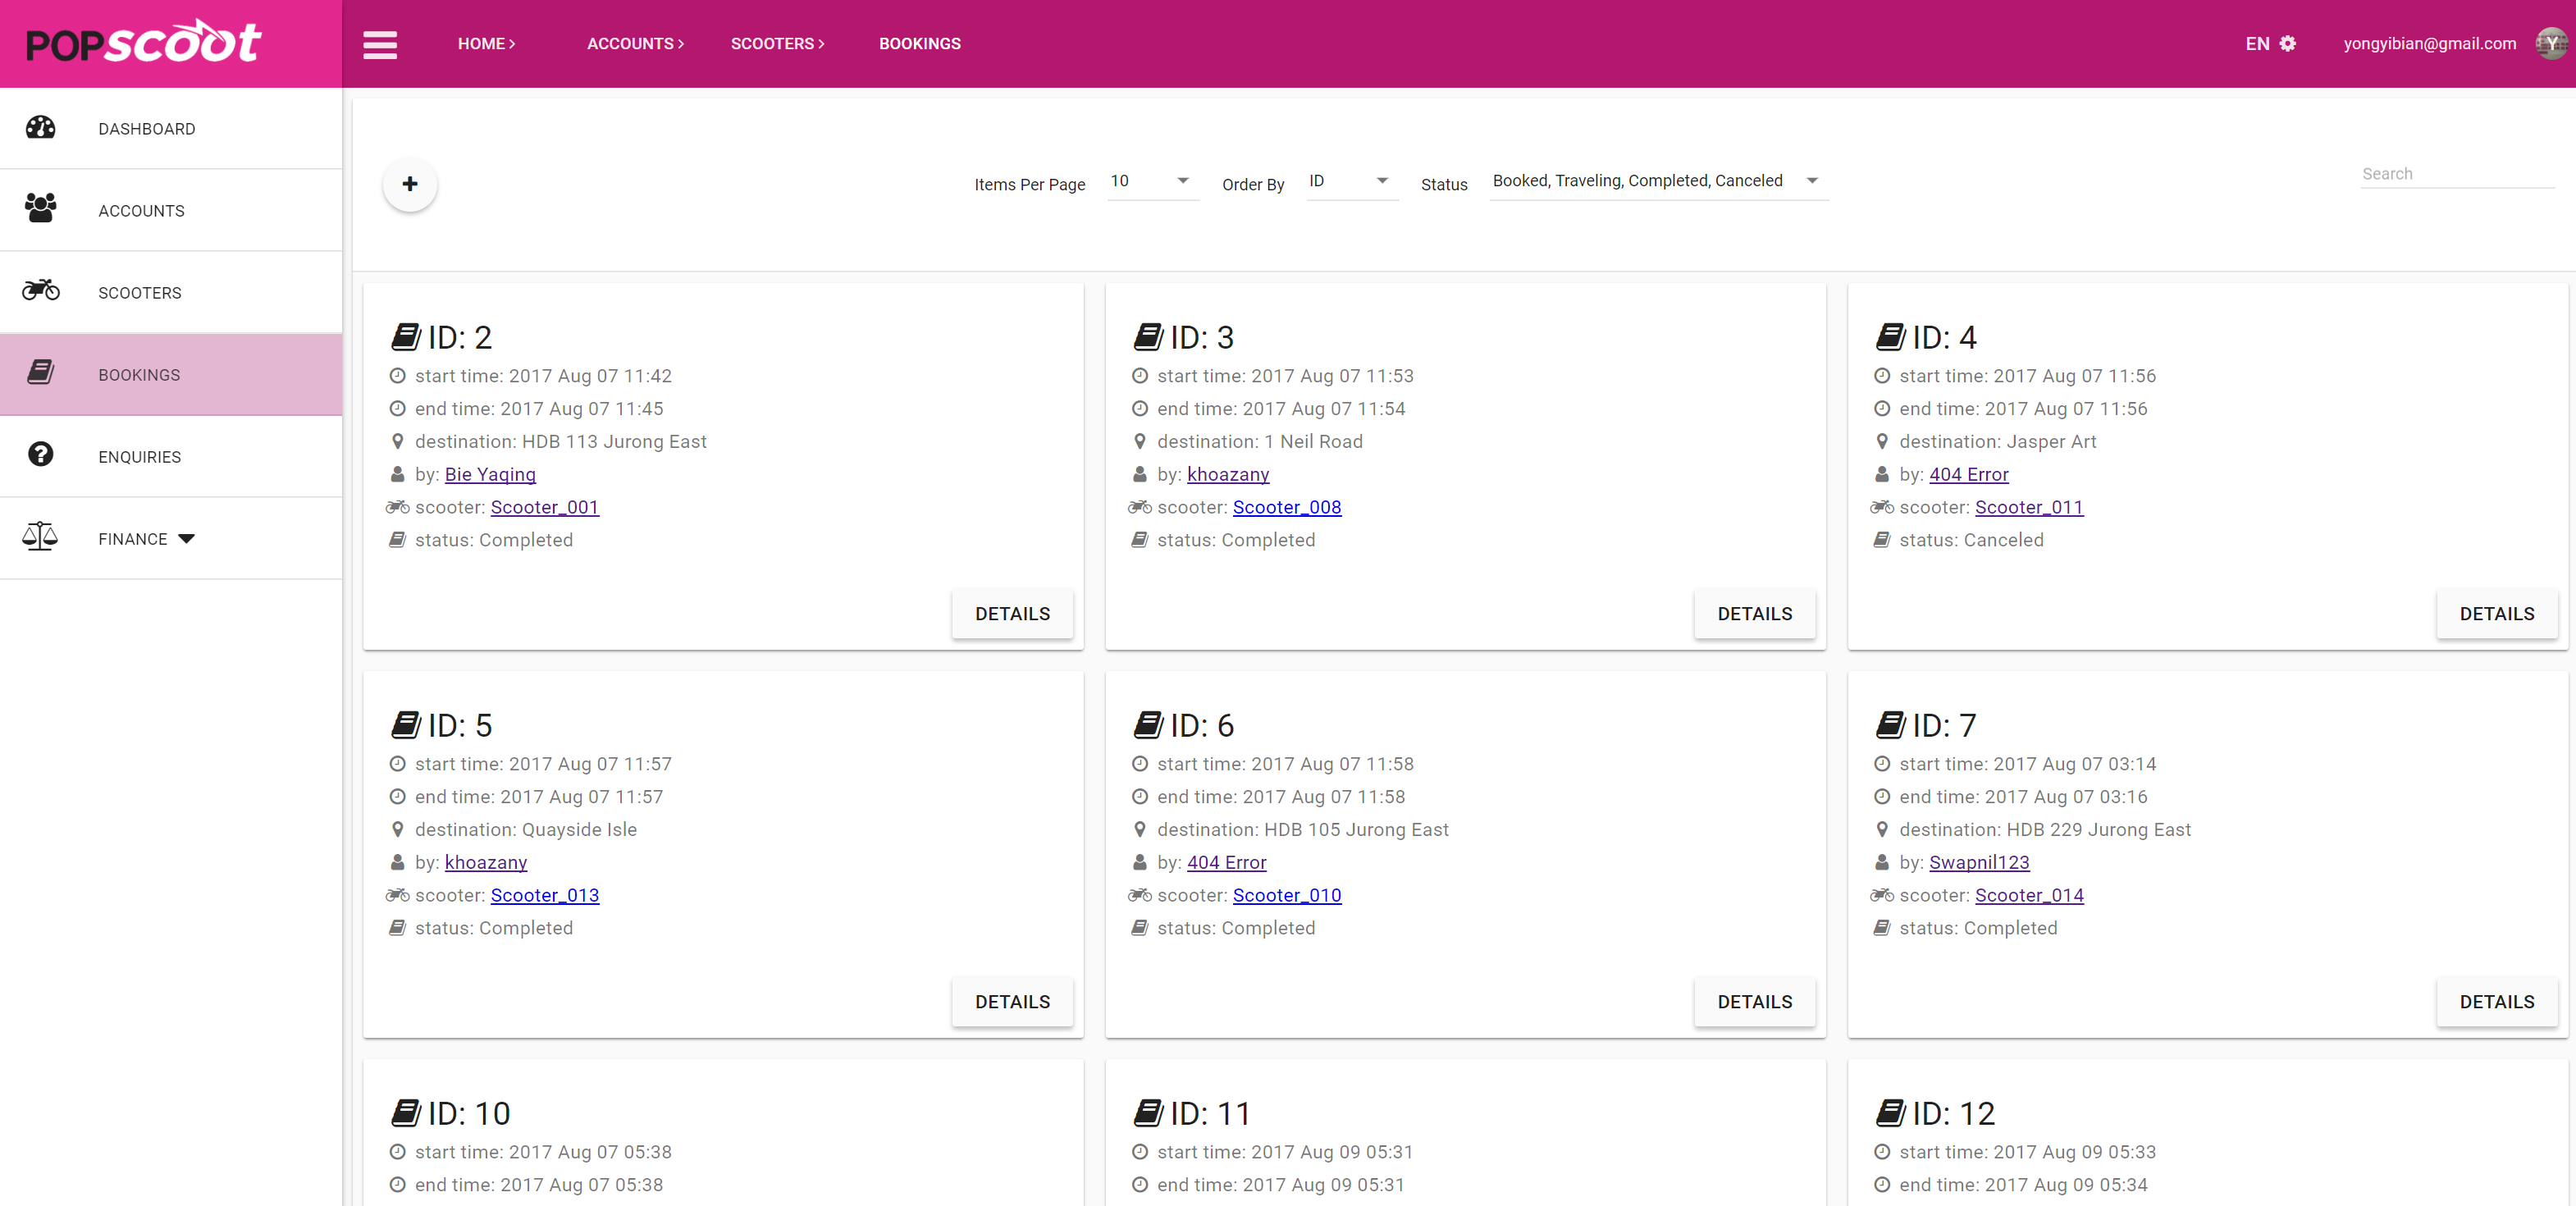 POPSCOOT
HOME ACCOUNTS SCOOTERS BOOKINGS
EN yongyibian@gmail.com
Y
DASHBOARD
ACCOUNTS
SCOOTERS
BOOKINGS
ENQUIRIES
FINANCE
Items Per Page 10 Order By ID Status Booked, Traveling, Completed, Canceled
Search
ID: 2
start time: 2017 Aug 07 11:42
end time: 2017 Aug 07 11:45
destination: HDB 113 Jurong East
by: Bie Yaqing
scooter: Scooter_001
status: Completed
DETAILS
ID: 3
start time: 2017 Aug 07 11:53
end time: 2017 Aug 07 11:54
destination: 1 Neil Road
by: khoazany
scooter: Scooter_008
status: Completed
DETAILS
ID: 4
start time: 2017 Aug 07 11:56
end time: 2017 Aug 07 11:56
destination: Jasper Art
by: 404 Error
scooter: Scooter_011
status: Canceled
DETAILS
ID: 5
start time: 2017 Aug 07 11:57
end time: 2017 Aug 07 11:57
destination: Quayside Isle
by: khoazany
scooter: Scooter_013
status: Completed
DETAILS
ID: 6
start time: 2017 Aug 07 11:58
end time: 2017 Aug 07 11:58
destination: HDB 105 Jurong East
by: 404 Error
scooter: Scooter_010
status: Completed
DETAILS
ID: 7
start time: 2017 Aug 07 03:14
end time: 2017 Aug 07 03:16
destination: HDB 229 Jurong East
by: Swapnil123
scooter: Scooter_014
status: Completed
DETAILS
ID: 10
start time: 2017 Aug 07 05:38
end time: 2017 Aug 07 05:38
ID: 11
start time: 2017 Aug 09 05:31
end time: 2017 Aug 09 05:31
ID: 12
start time: 2017 Aug 09 05:33
end time: 2017 Aug 09 05:34